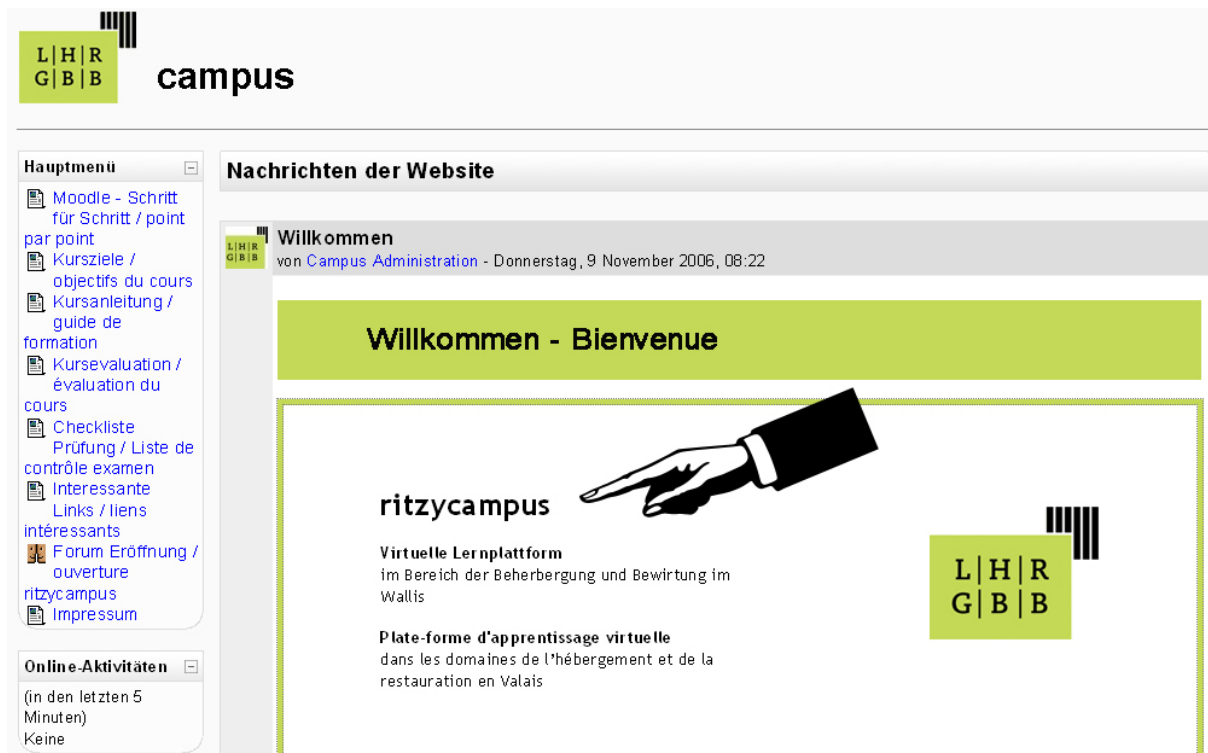 L|H|R
G|B|B
campus
Hauptmenü
Moodle - Schritt
für Schritt / point
par point
Kursziele /
objectifs du cours
Kursanleitung /
guide de
formation
Kursevaluation /
évaluation du
cours
Checkliste
Prüfung / Liste de
contrôle examen
Interessante
Links / liens
intéressants
Forum Eröffnung /
ouverture
ritzycampus
Impressum
Online-Aktivitäten
(in den letzten 5
Minuten)
Keine
Nachrichten der Website
L|H|R
G|B|B
Willkommen
von Campus Administration - Donnerstag, 9 November 2006, 08:22
Willkommen - Bienvenue
ritzycampus
Virtuelle Lernplattform
im Bereich der Beherbergung und Bewirtung im
Wallis
Plate-forme d'apprentissage virtuelle
dans les domaines de l'hébergement et de la
restauration en Valais
L|H|R
G|B|B